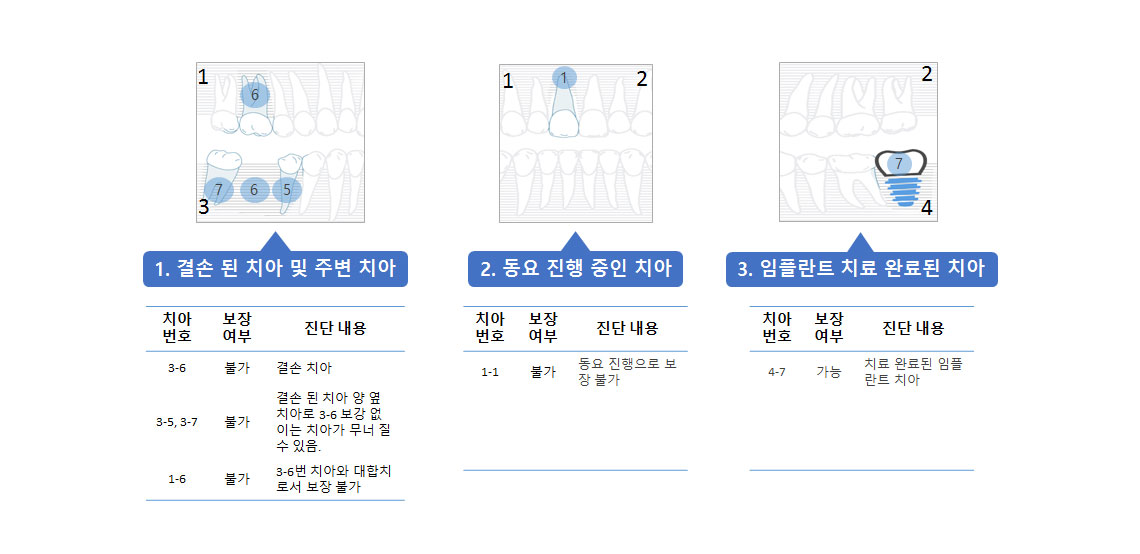 1
6
7
6
5
3
1
1
2
2
7
4
1. 결손 된 치아 및 주변 치아
2. 동요 진행 중인 치아
3. 임플란트 치료 완료된 치아
치아
번호
보장
여부
진단 내용
3-6
불가
결손 치아
3-5, 3-7
불가
결손 된 치아 양 옆
치아로 3-6 보강 없
이는 치아가 무너 질
수 있음.
1-6
불가
3-6번 치아와 대합치
로서 보장 불가
치아
번호
보장
여부
진단 내용
1-1
불가
동요 진행으로 보
장 불가
치아
번호
보장
여부
진단 내용
4-7
가능
치료 완료된 임플
란트 치아